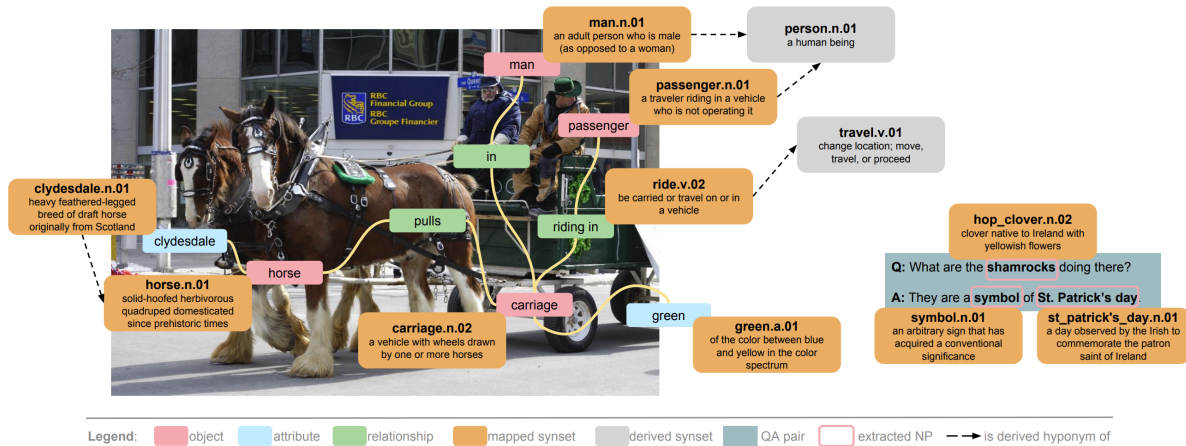 man.n.01
an adult person who is male
(as opposed to a woman)
person.n.01
a human being
man
RBC
Financial Group
RBC
Groupe Financier
RBC
passenger.n.01
a traveler riding in a vehicle
who is not operating it
passenger
travel.v.01
change location; move,
travel, or proceed
in
ride.v.02
be carried or travel on or in
a vehicle
clydesdale.n.01
heavy feathered-legged
breed of draft horse
originally from Scotland
pulls
riding in
hop_clover.n.02
clover native to Ireland with
yellowish flowers
clydesdale
horse
Q: What are the shamrocks doing there?
A: They are a symbol of St. Patrick's day.
horse.n.01
solid-hoofed herbivorous
quadruped domesticated
since prehistoric times
carriage
green
carriage.n.02
a vehicle with wheels drawn
by one or more horses
green.a.01
of the color between blue
and yellow in the color
spectrum
symbol.n.01
an arbitrary sign that has
acquired a conventional
significance
st_patrick's_day.n.01
a day observed by the Irish to
commemorate the patron
saint of Ireland
Legend: object attribute relationship mapped synset derived synset QA pair extracted NP is derived hyponym of